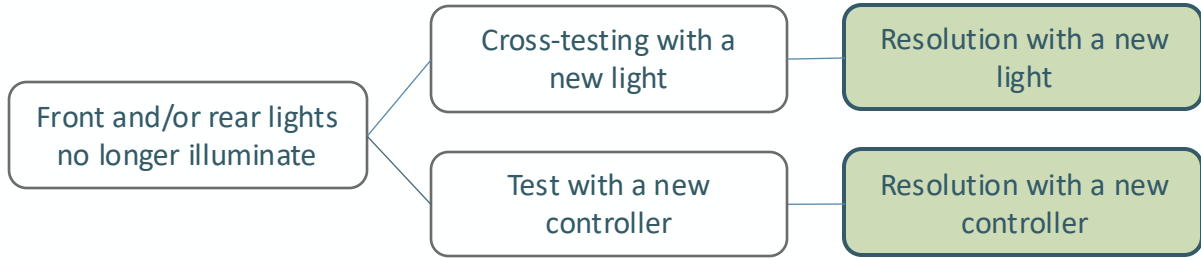 Front and/or rear lights
no longer illuminate
Cross-testing with a
new light
Resolution with a new
light
Test with a new
controller
Resolution with a new
controller